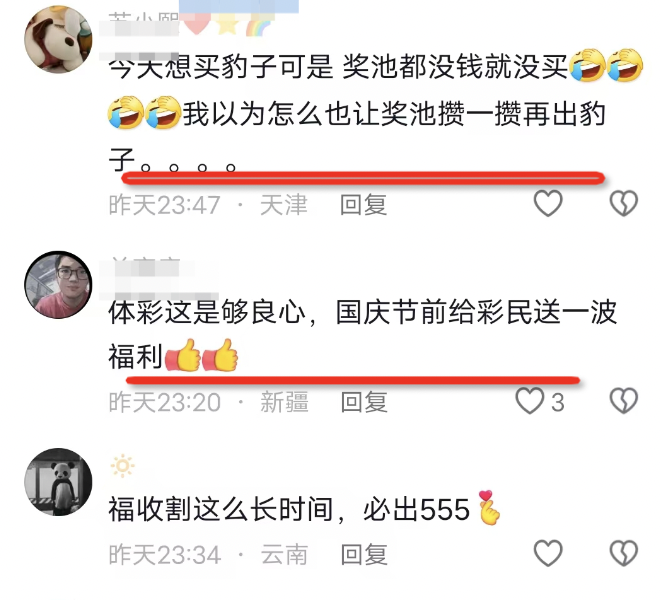 今天想买豹子可是 奖池都没钱就没买🤣🤣
🤣🤣我以为怎么也让奖池攒一攒再出豹
子。。。。
昨天23:47 · 天津 回复
体彩这是够良心，国庆节前给彩民送一波
福利👍👍
昨天23:20 · 新疆 回复 3
福收割这么长时间，必出555🫰
昨天23:34 · 云南 回复